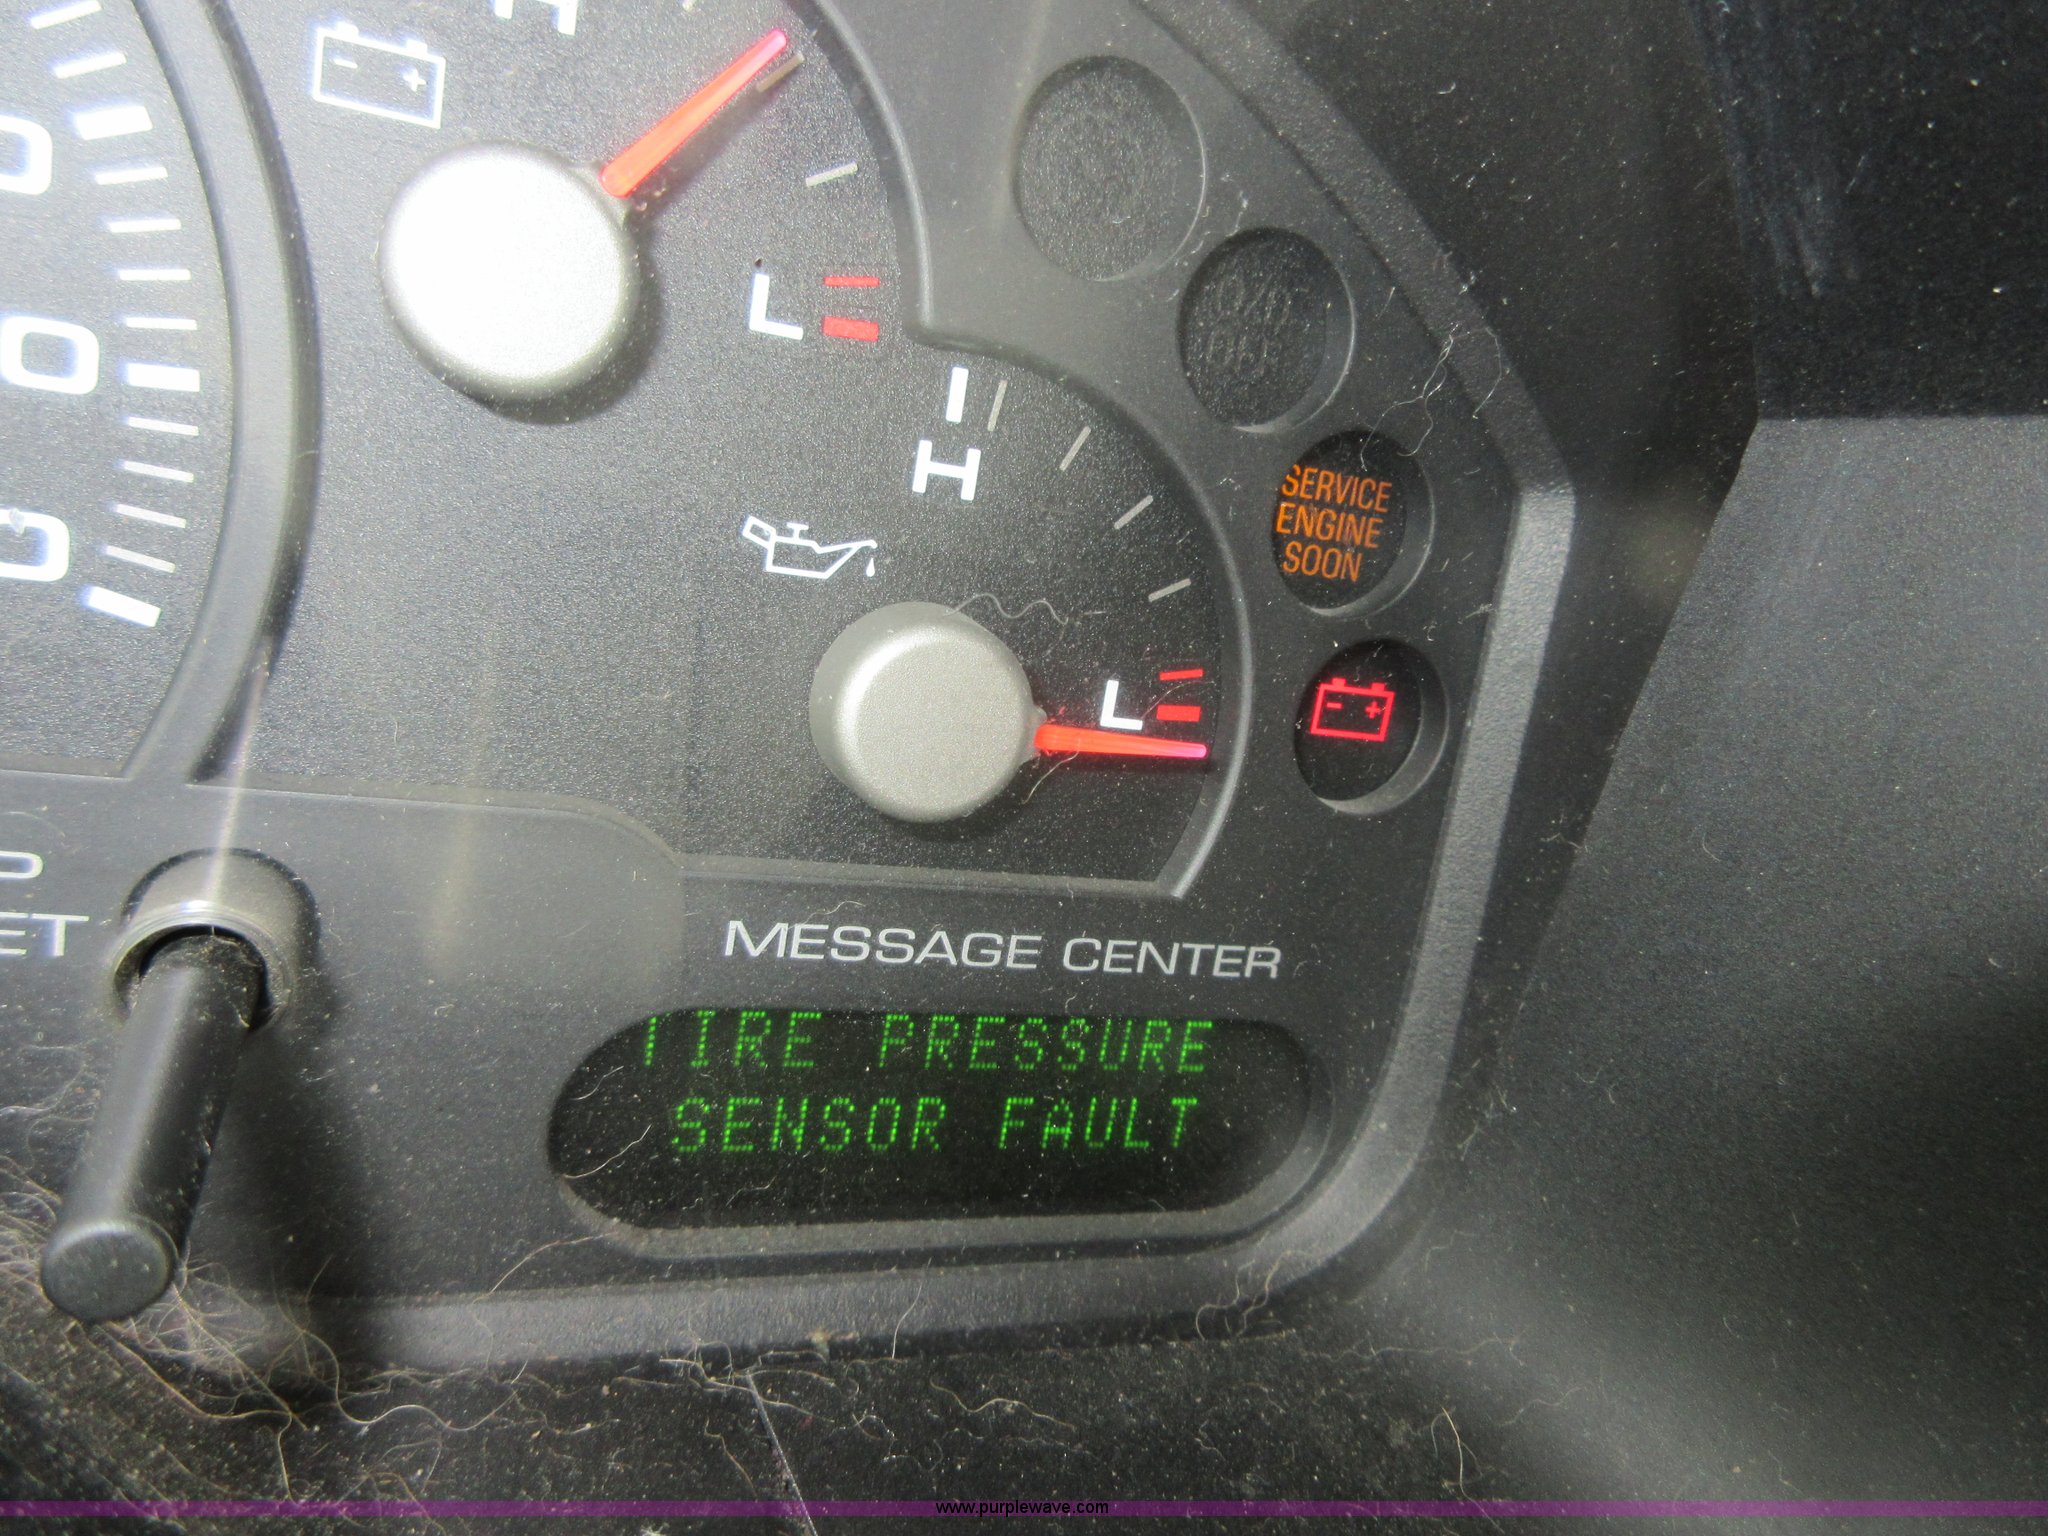 H
L
H
SERVICE
ENGINE
SOON
L
MESSAGE CENTER
TIRE PRESSURE
SENSOR FAULT
www.purplewave.com